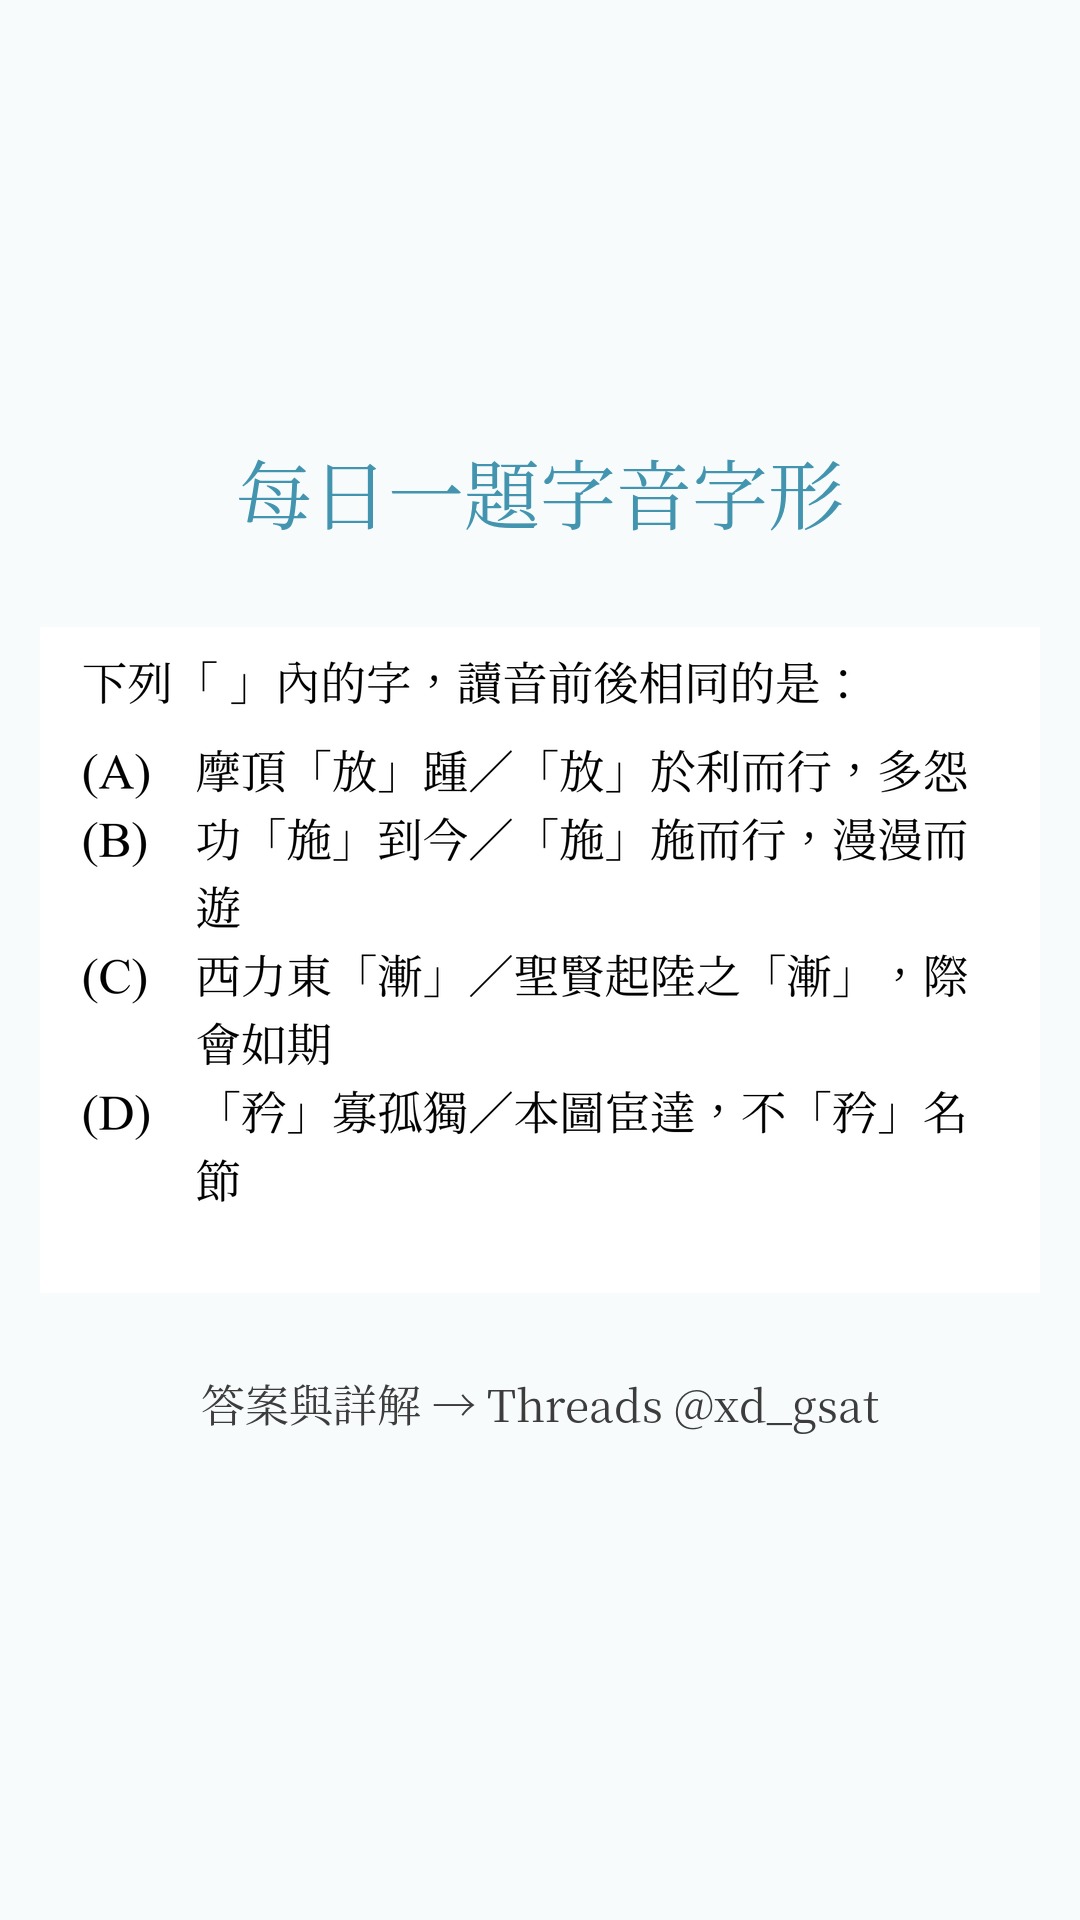 每日一題字音字形
下列「 」內的字，讀音前後相同的是：
(A) 摩頂「放」踵／「放」於利而行，多怨
(B) 功「施」到今／「施」施而行，漫漫而
遊
(C) 西力東「漸」／聖賢起陸之「漸」，際
會如期
(D) 「矜」寡孤獨／本圖宦達，不「矜」名
節
答案與詳解 → Threads @xd_gsat